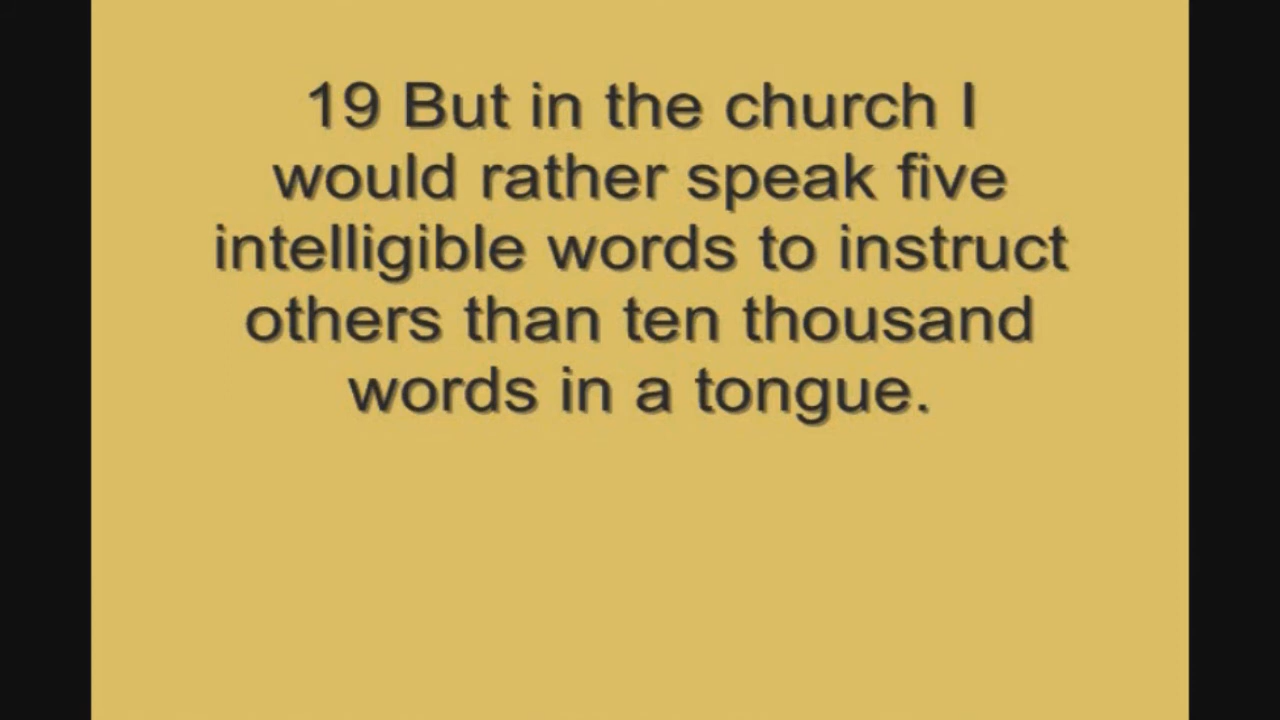 19 But in the church I
would rather speak five
intelligible words to instruct
others than ten thousand
words in a tongue.